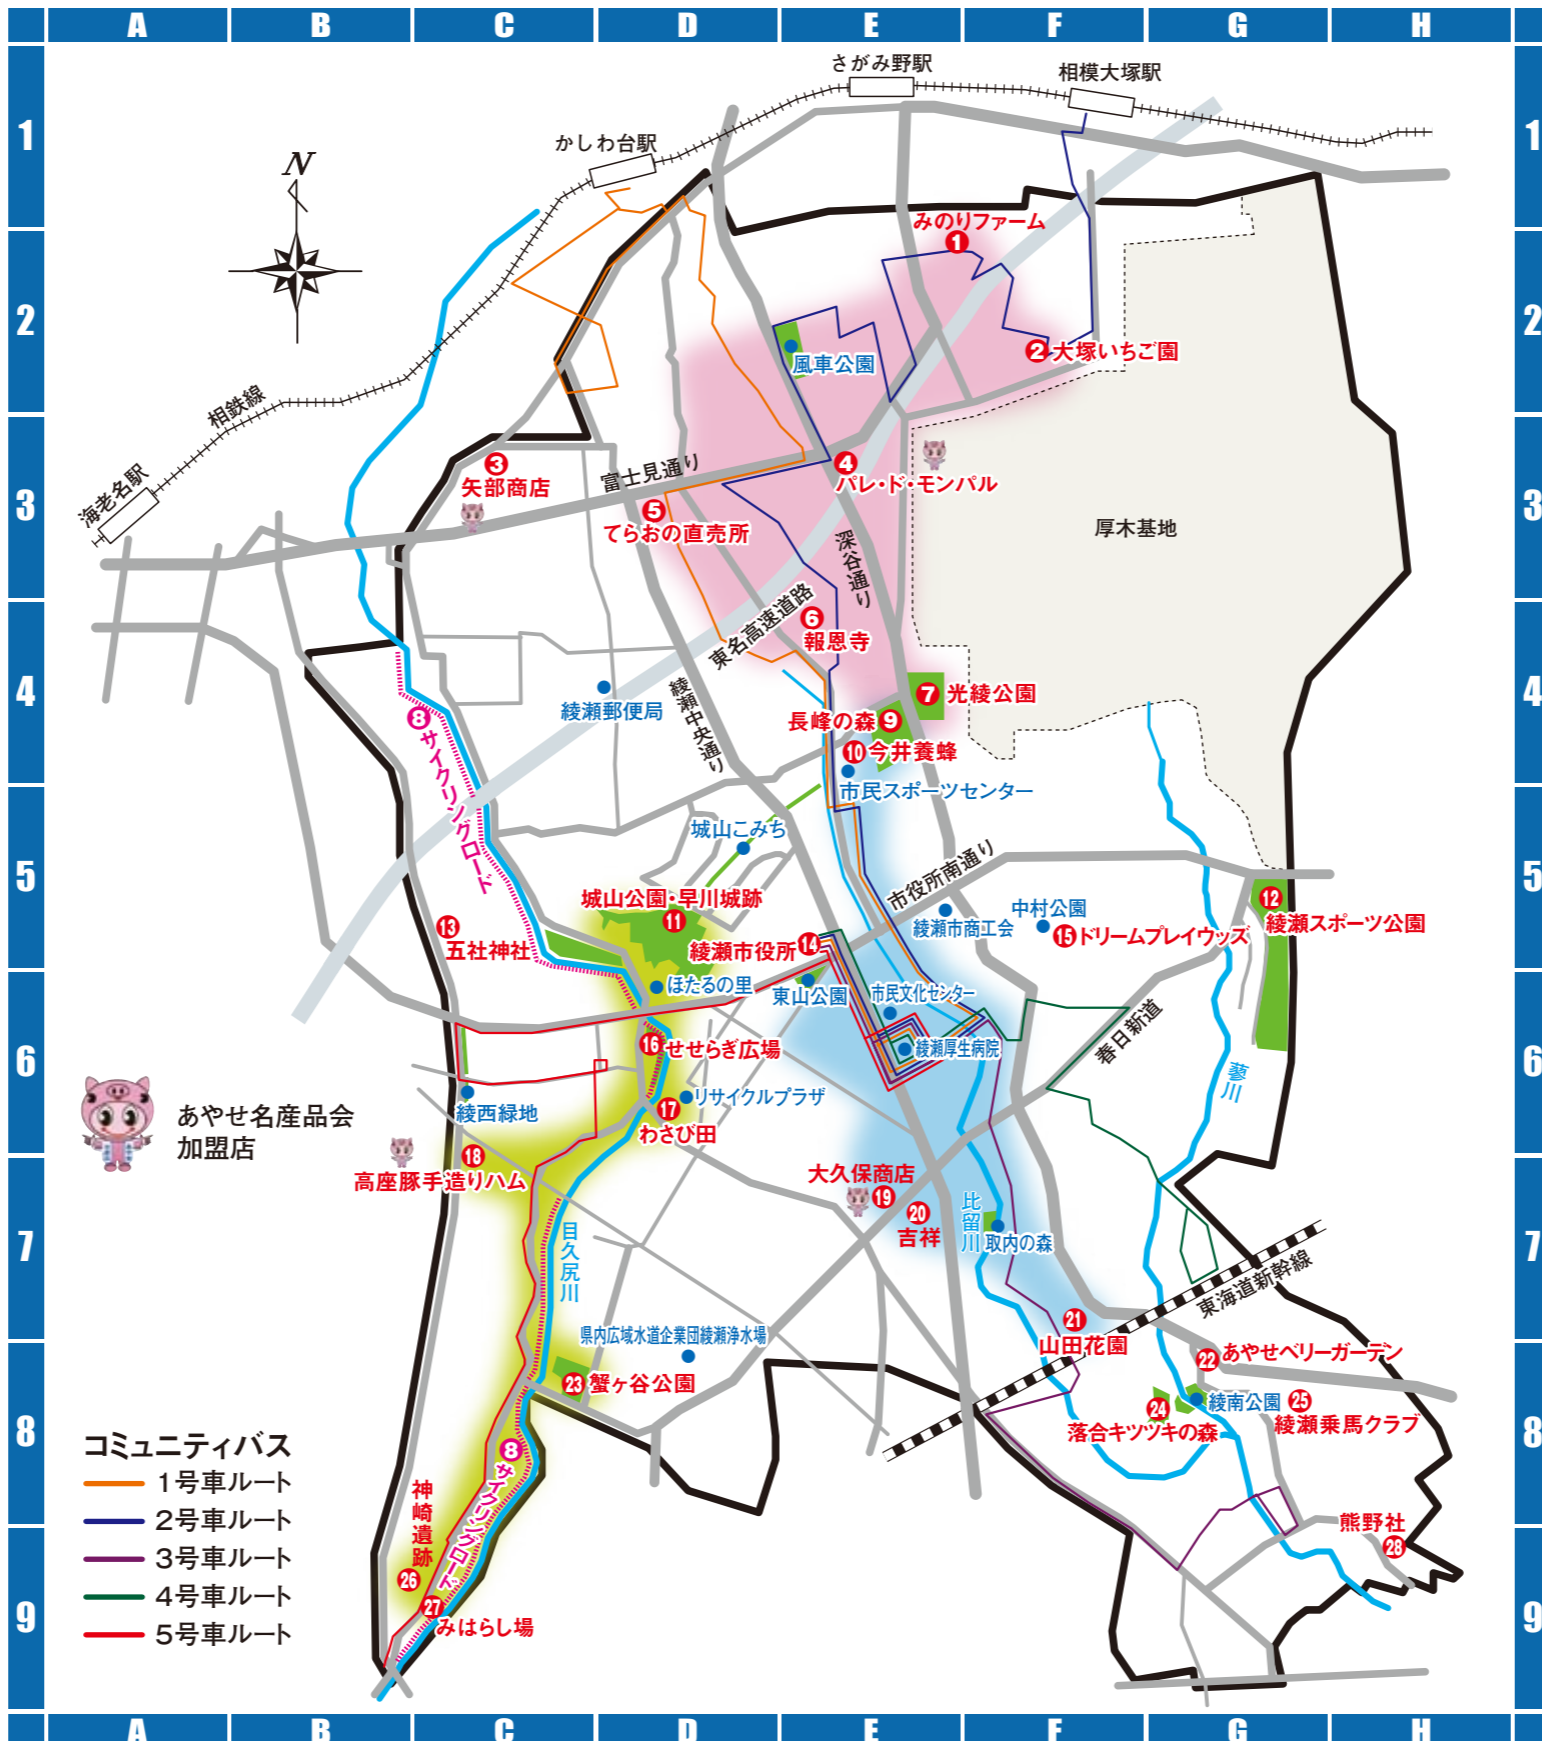 A B C D E F G H
さがみ野駅
相模大塚駅
1 1
かしわ台駅
N
みのりファーム
1
2 2
2 大塚いちご園
風車公園
相鉄線
3
矢部商店
富士見通り
4
パレ・ド・モンパル
海老名駅
3 3
5
てらおの直売所
厚木基地
深谷通り
東名高速道路
6
報恩寺
4 4
綾瀬郵便局
綾瀬中央通り
7 光綾公園
長峰の森 9
8 サイクリングロード
10 今井養蜂
市民スポーツセンター
城山こみち
5 5
市役所南通り
城山公園・早川城跡
11
12
綾瀬スポーツ公園
中村公園
綾瀬市商工会
15 ドリームプレイウッズ
13
五社神社
綾瀬市役所 14
ほたるの里
東山公園
市民文化センター
春日新道
16 せせらぎ広場
綾瀬厚生病院
6 6
蓼川
リサイクルプラザ
17
わさび田
綾西緑地
あやせ名産品会
加盟店
18
高座豚手造りハム
大久保商店
19
20
吉祥
比留川
取内の森
7 7
目久尻川
東海道新幹線
21
山田花園
県内広域水道企業団綾瀬浄水場
22 あやせベリーガーデン
23 蟹ヶ谷公園
綾南公園
25
綾瀬乗馬クラブ
24
落合キツツキの森
8 8
8 サイクリングロード
コミュニティバス
1号車ルート
2号車ルート
3号車ルート
4号車ルート
5号車ルート
神崎遺跡
26
27
みはらし場
熊野社
28
9 9
A B C D E F G H